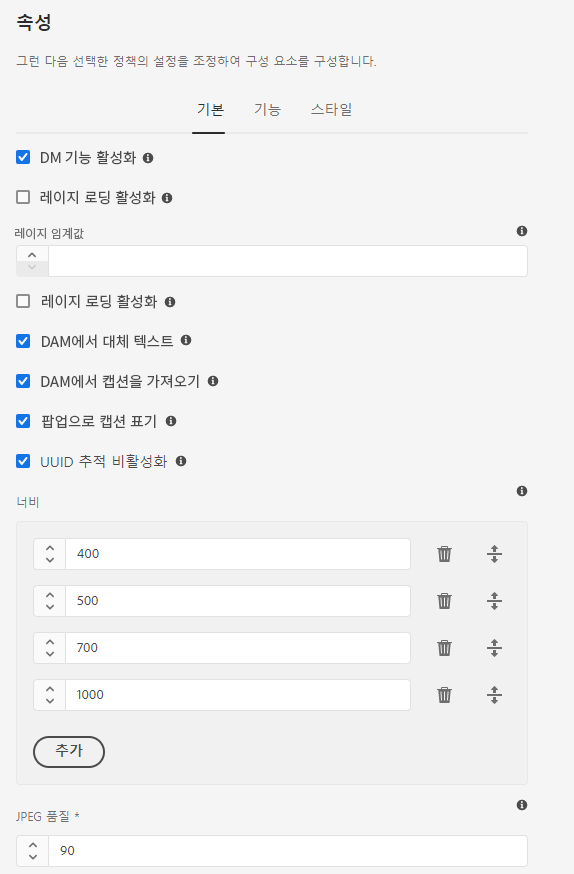 속성
그런 다음 선택한 정책의 설정을 조정하여 구성 요소를 구성합니다.
기본 기능 스타일
DM 기능 활성화
레이지 로딩 활성화
레이지 임계값
레이지 로딩 활성화
DAM에서 대체 텍스트
DAM에서 캡션을 가져오기
팝업으로 캡션 표기
UUID 추적 비활성화
너비
400
500
700
1000
추가
JPEG 품질 *
90